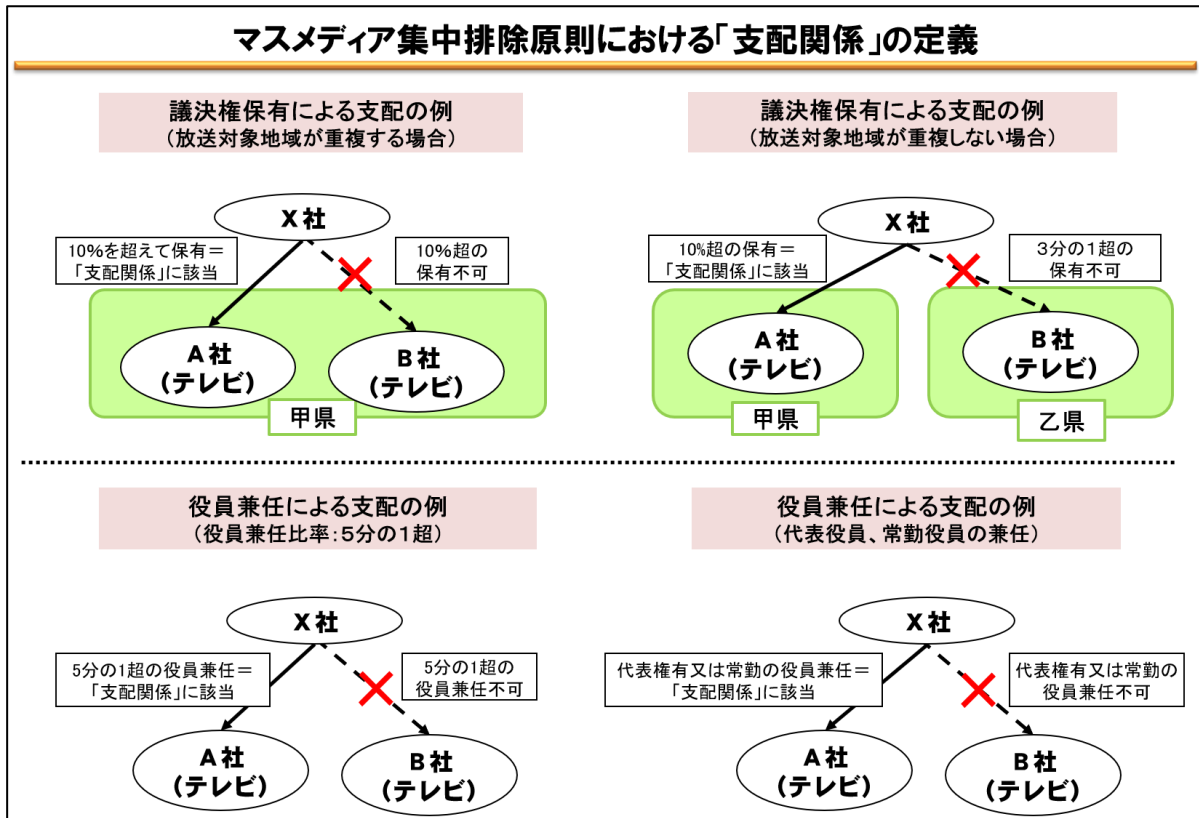 マスメディア集中排除原則における「支配関係」の定義
議決権保有による支配の例
(放送対象地域が重複する場合)
X社
10%を超えて保有=
「支配関係」に該当
10%超の
保有不可
A社
(テレビ)
B社
(テレビ)
甲県
議決権保有による支配の例
(放送対象地域が重複しない場合)
X社
10%超の保有=
「支配関係」に該当
3分の1超の
保有不可
A社
(テレビ)
B社
(テレビ)
甲県
乙県
役員兼任による支配の例
(役員兼任比率:5分の1超)
X社
5分の1超の役員兼任=
「支配関係」に該当
5分の1超の
役員兼任不可
A社
(テレビ)
B社
(テレビ)
役員兼任による支配の例
(代表役員、常勤役員の兼任)
X社
代表権有又は常勤の役員兼任=
「支配関係」に該当
代表権有又は常勤の
役員兼任不可
A社
(テレビ)
B社
(テレビ)